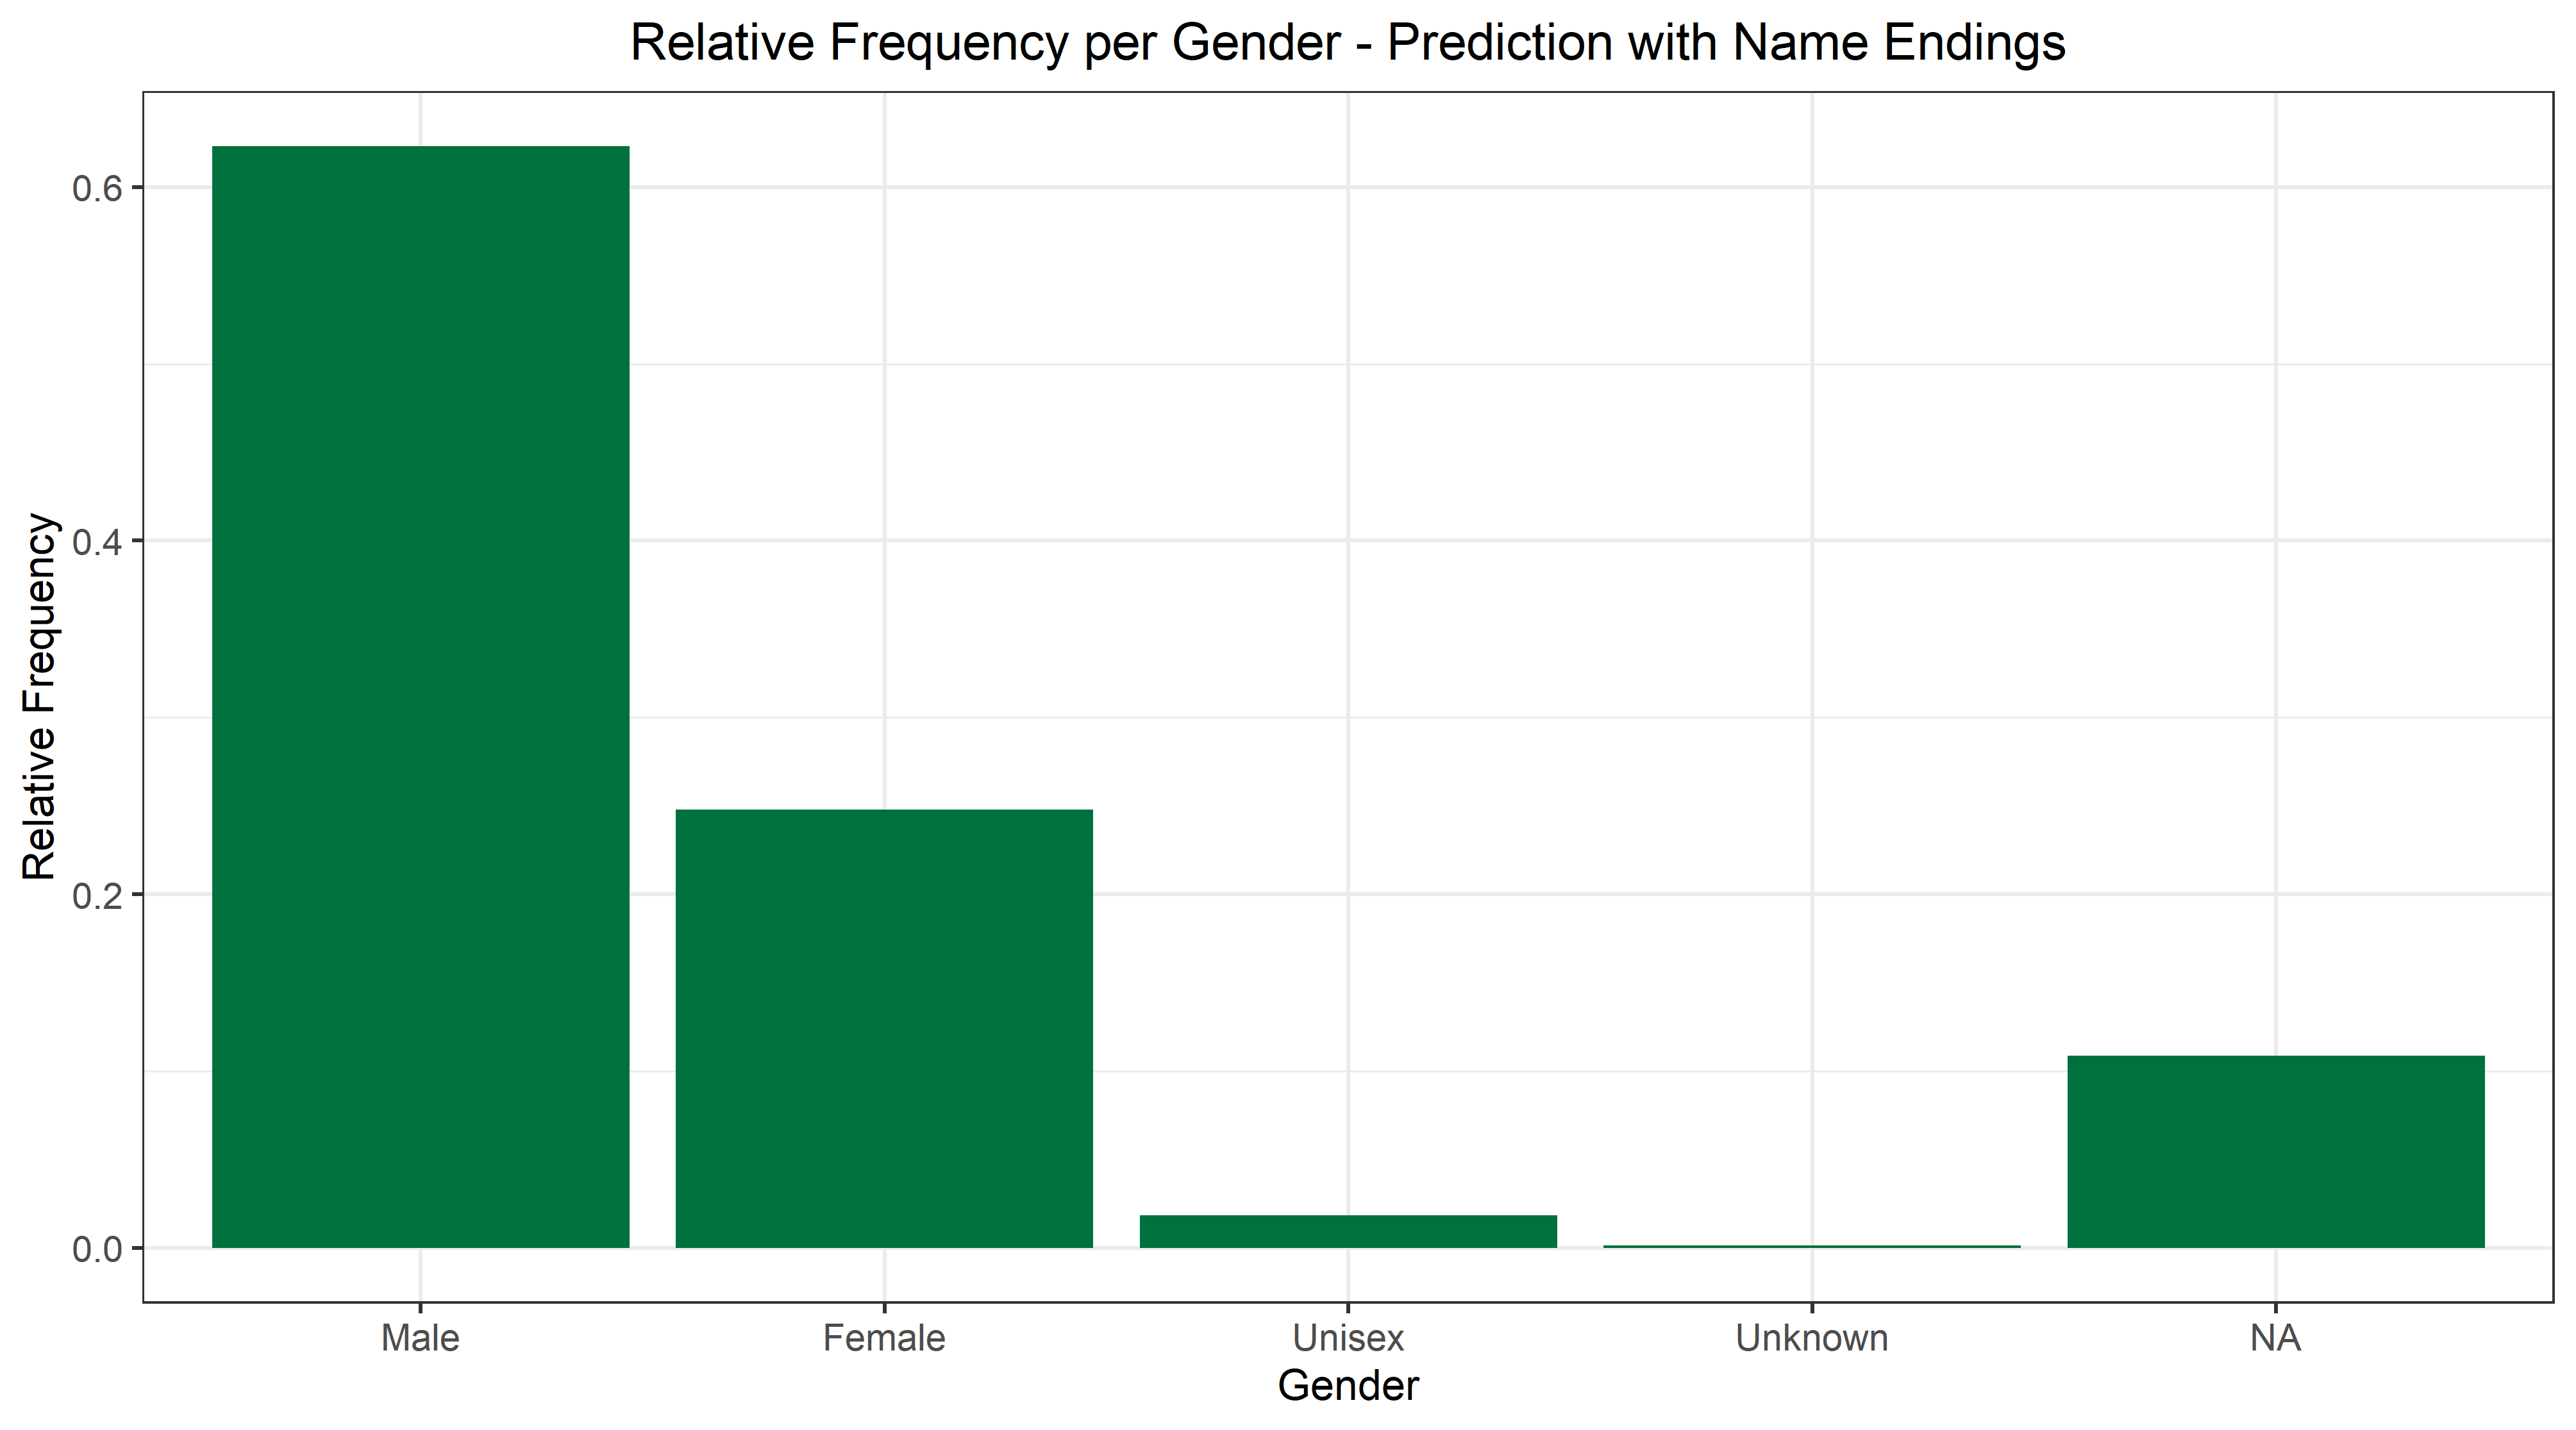 Relative Frequency per Gender - Prediction with Name Endings
Relative Frequency
0.6
0.4
0.2
0.0
Male Female Unisex Unknown NA
Gender